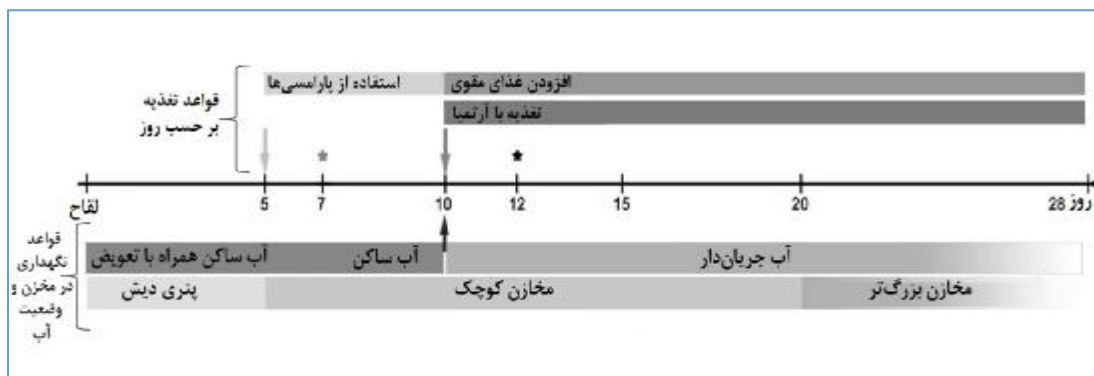 استفاده از پارامسی‌ها
افزودن غذای مقوی
تغذیه با آرتمیا
قواعد تغذیه
بر حسب روز
* *
لقاح 5 7 10 12 15 20 28 روز
قواعد
نگهداری
در مخزن و
وضعیت
آب
آب ساکن همراه با تعویض
آب ساکن
آب جریان‌دار
پتری دیش
مخازن کوچک
مخازن بزرگ‌تر